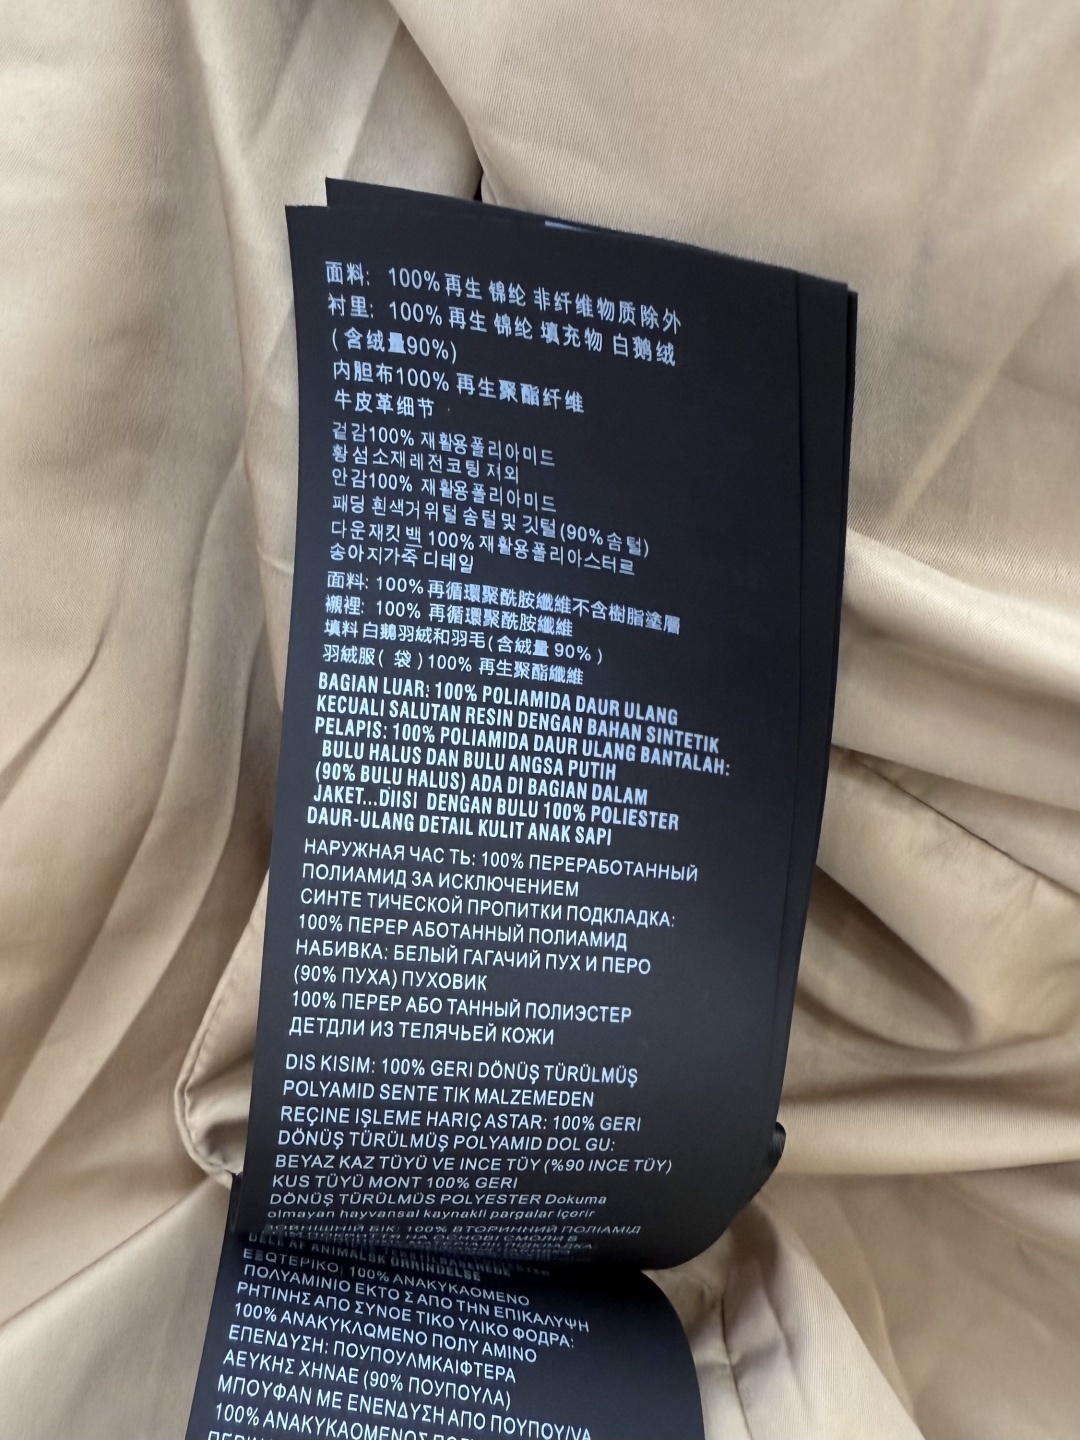 面料: 100%再生 锦纶 非纤维物质除外
衬里: 100% 再生 锦纶 填充物 白鹅绒
(含绒量90%)
内胆布100% 再生聚酯纤维
牛皮革细节
겉감100% 재활용폴리아미드
황섬소재레전코팅 저외
안감100% 재활용폴리아미드
패딩 흰색거위털 솜털및 깃털(90%솜털)
다운재킷 백 100% 재활용폴리아스터르
송아지가죽 디테일
面料: 100%再循環聚酰胺纖維不含樹脂塗層
襯裡: 100% 再循環聚酰胺纖維
填料 白鵝羽絨和羽毛(含絨量 90% )
羽絨服( 袋 )100% 再生聚酯纖維
BAGIAN LUAR: 100% POLIAMIDA DAUR ULANG
KECUALI SALUTAN RESIN DENGAN BAHAN SINTETIK
PELAPIS: 100% POLIAMIDA DAUR ULANG BANTALAH:
BULU HALUS DAN BULU ANGSA PUTIH
(90% BULU HALUS) ADA DI BAGIAN DALAM
JAKET...DIISI DENGAN BULU 100% POLIESTER
DAUR-ULANG DETAIL KULIT ANAK SAPI
НАРУЖНАЯ ЧАС ТЬ: 100% ПЕРЕРАБОТАННЫЙ
ПОЛИАМИД ЗА ИСКЛЮЧЕНИЕМ
СИНТЕ ТИЧЕСКОЙ ПРОПИТКИ ПОДКЛАДКА:
100% ПЕРЕР АБОТАННЫЙ ПОЛИАМИД
НАБИВКА: БЕЛЫЙ ГАГАЧИЙ ПУХ И ПЕРО
(90% ПУХА) ПУХОВИК
100% ПЕРЕР АБО ТАННЫЙ ПОЛИЭСТЕР
ДЕТДЛИ ИЗ ТЕЛЯЧЬЕЙ КОЖИ
DIS KISIM: 100% GERI DÖNÜŞ TÜRÜLMÜŞ
POLYAMID SENTE TIK MALZEMEDEN
REÇINE IŞLEME HARIÇ ASTAR: 100% GERI
DÖNÜŞ TÜRÜLMÜŞ POLYAMID DOL GU:
BEYAZ KAZ TÜYÜ VE INCE TÜY (%90 INCE TÜY)
KUS TÜYÜ MONT 100% GERI
DÖNÜŞ TÜRÜLMÜS POLYESTER Dokuma
olmayan hayvansal kaynakli pargalar Içerir
ЗОВНІШНІЙ БІК: 100% ВТОРИННИЙ ПОЛІАМІД
DELE AF ANIMALSK OPRINDELSE
ΕΞΩΤΕΡΙΚΟ| 100% ΑΝΑΚΥΚΑΟΜΕΝΟ
ΠΟΛΥΑΜΙΝΙΟ ΕΚΤΟ Σ ΑΠΟ ΤΗΝ ΕΠΙΚΑΛΥΨΗ
ΡΗΤΙΝΗΣ ΑΠΟ ΣΥΝΟΕ ΤΙΚΟ ΥΛΙΚΟ ΦΟΔΡΑ:
100% ΑΝΑΚΥΚΛΩΜΕΝΟ ΠΟΛΥ ΑΜΙΝΟ
ΕΠΕΝΔΥΣΗ: ΠΟΥΠΟΥΛΜΚΑΙΦΤΕΡΑ
ΑΕΥΚΗΣ ΧΗΝΑΕ (90% ΠΟΥΠΟΥΛΑ)
ΜΠΟΥΦΑΝ ΜΕ ΕΝΕΝΔΥΣΗ ΑΠΟ ΠΟΥΠΟΥ/VA
100% ΑΝΑΚΥΚΑΟΜΕΝΟΣ